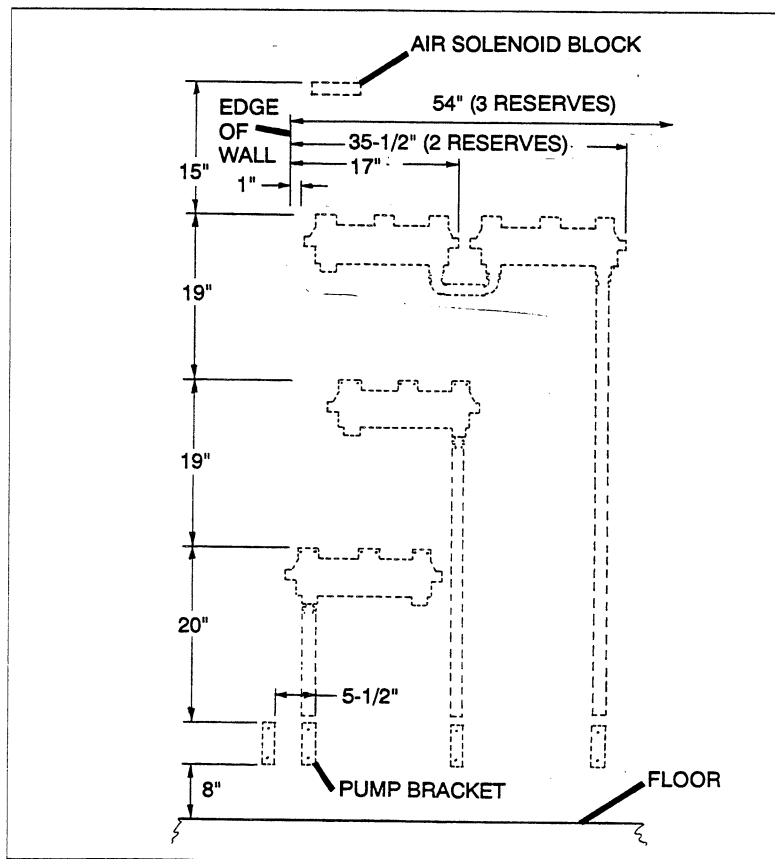 AIR SOLENOID BLOCK
54" (3 RESERVES)
EDGE
OF
WALL
35-1/2" (2 RESERVES)
17"
15"
1"
19"
19"
20"
5-1/2"
8"
PUMP BRACKET
FLOOR